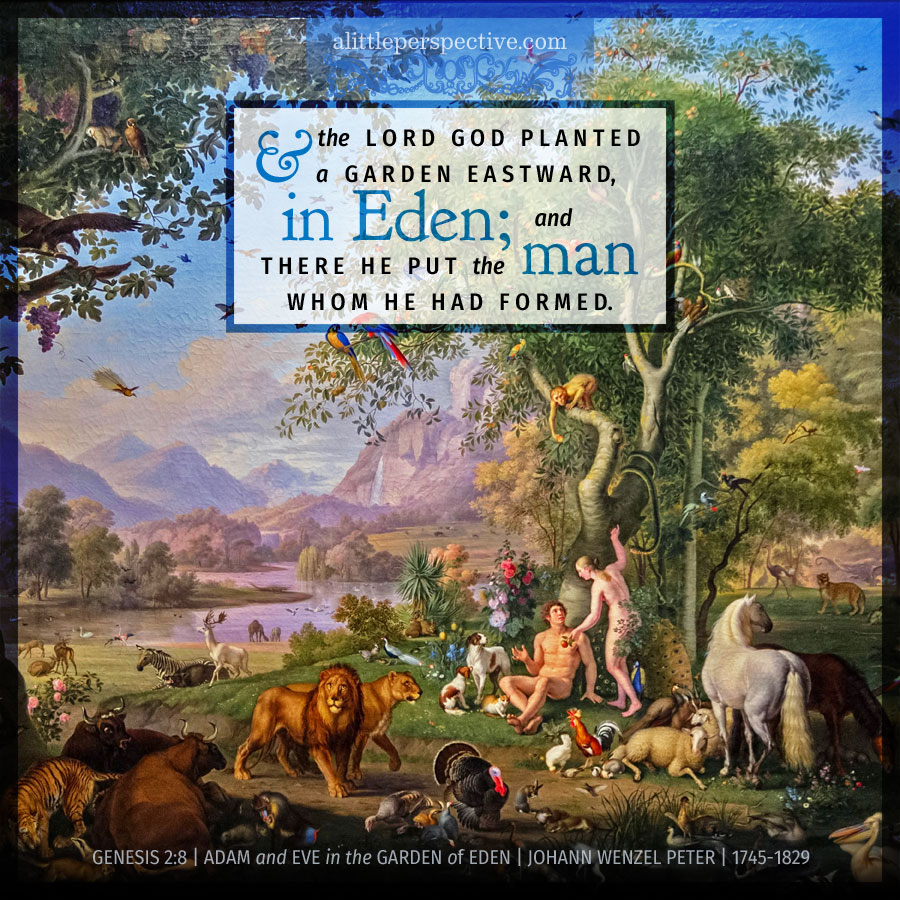 alittleperspective.com
& the LORD GOD PLANTED
a GARDEN EASTWARD,
in Eden; and
THERE HE PUT the man
WHOM HE HAD FORMED.
GENESIS 2:8 | ADAM and EVE in the GARDEN of EDEN | JOHANN WENZEL PETER | 1745-1829